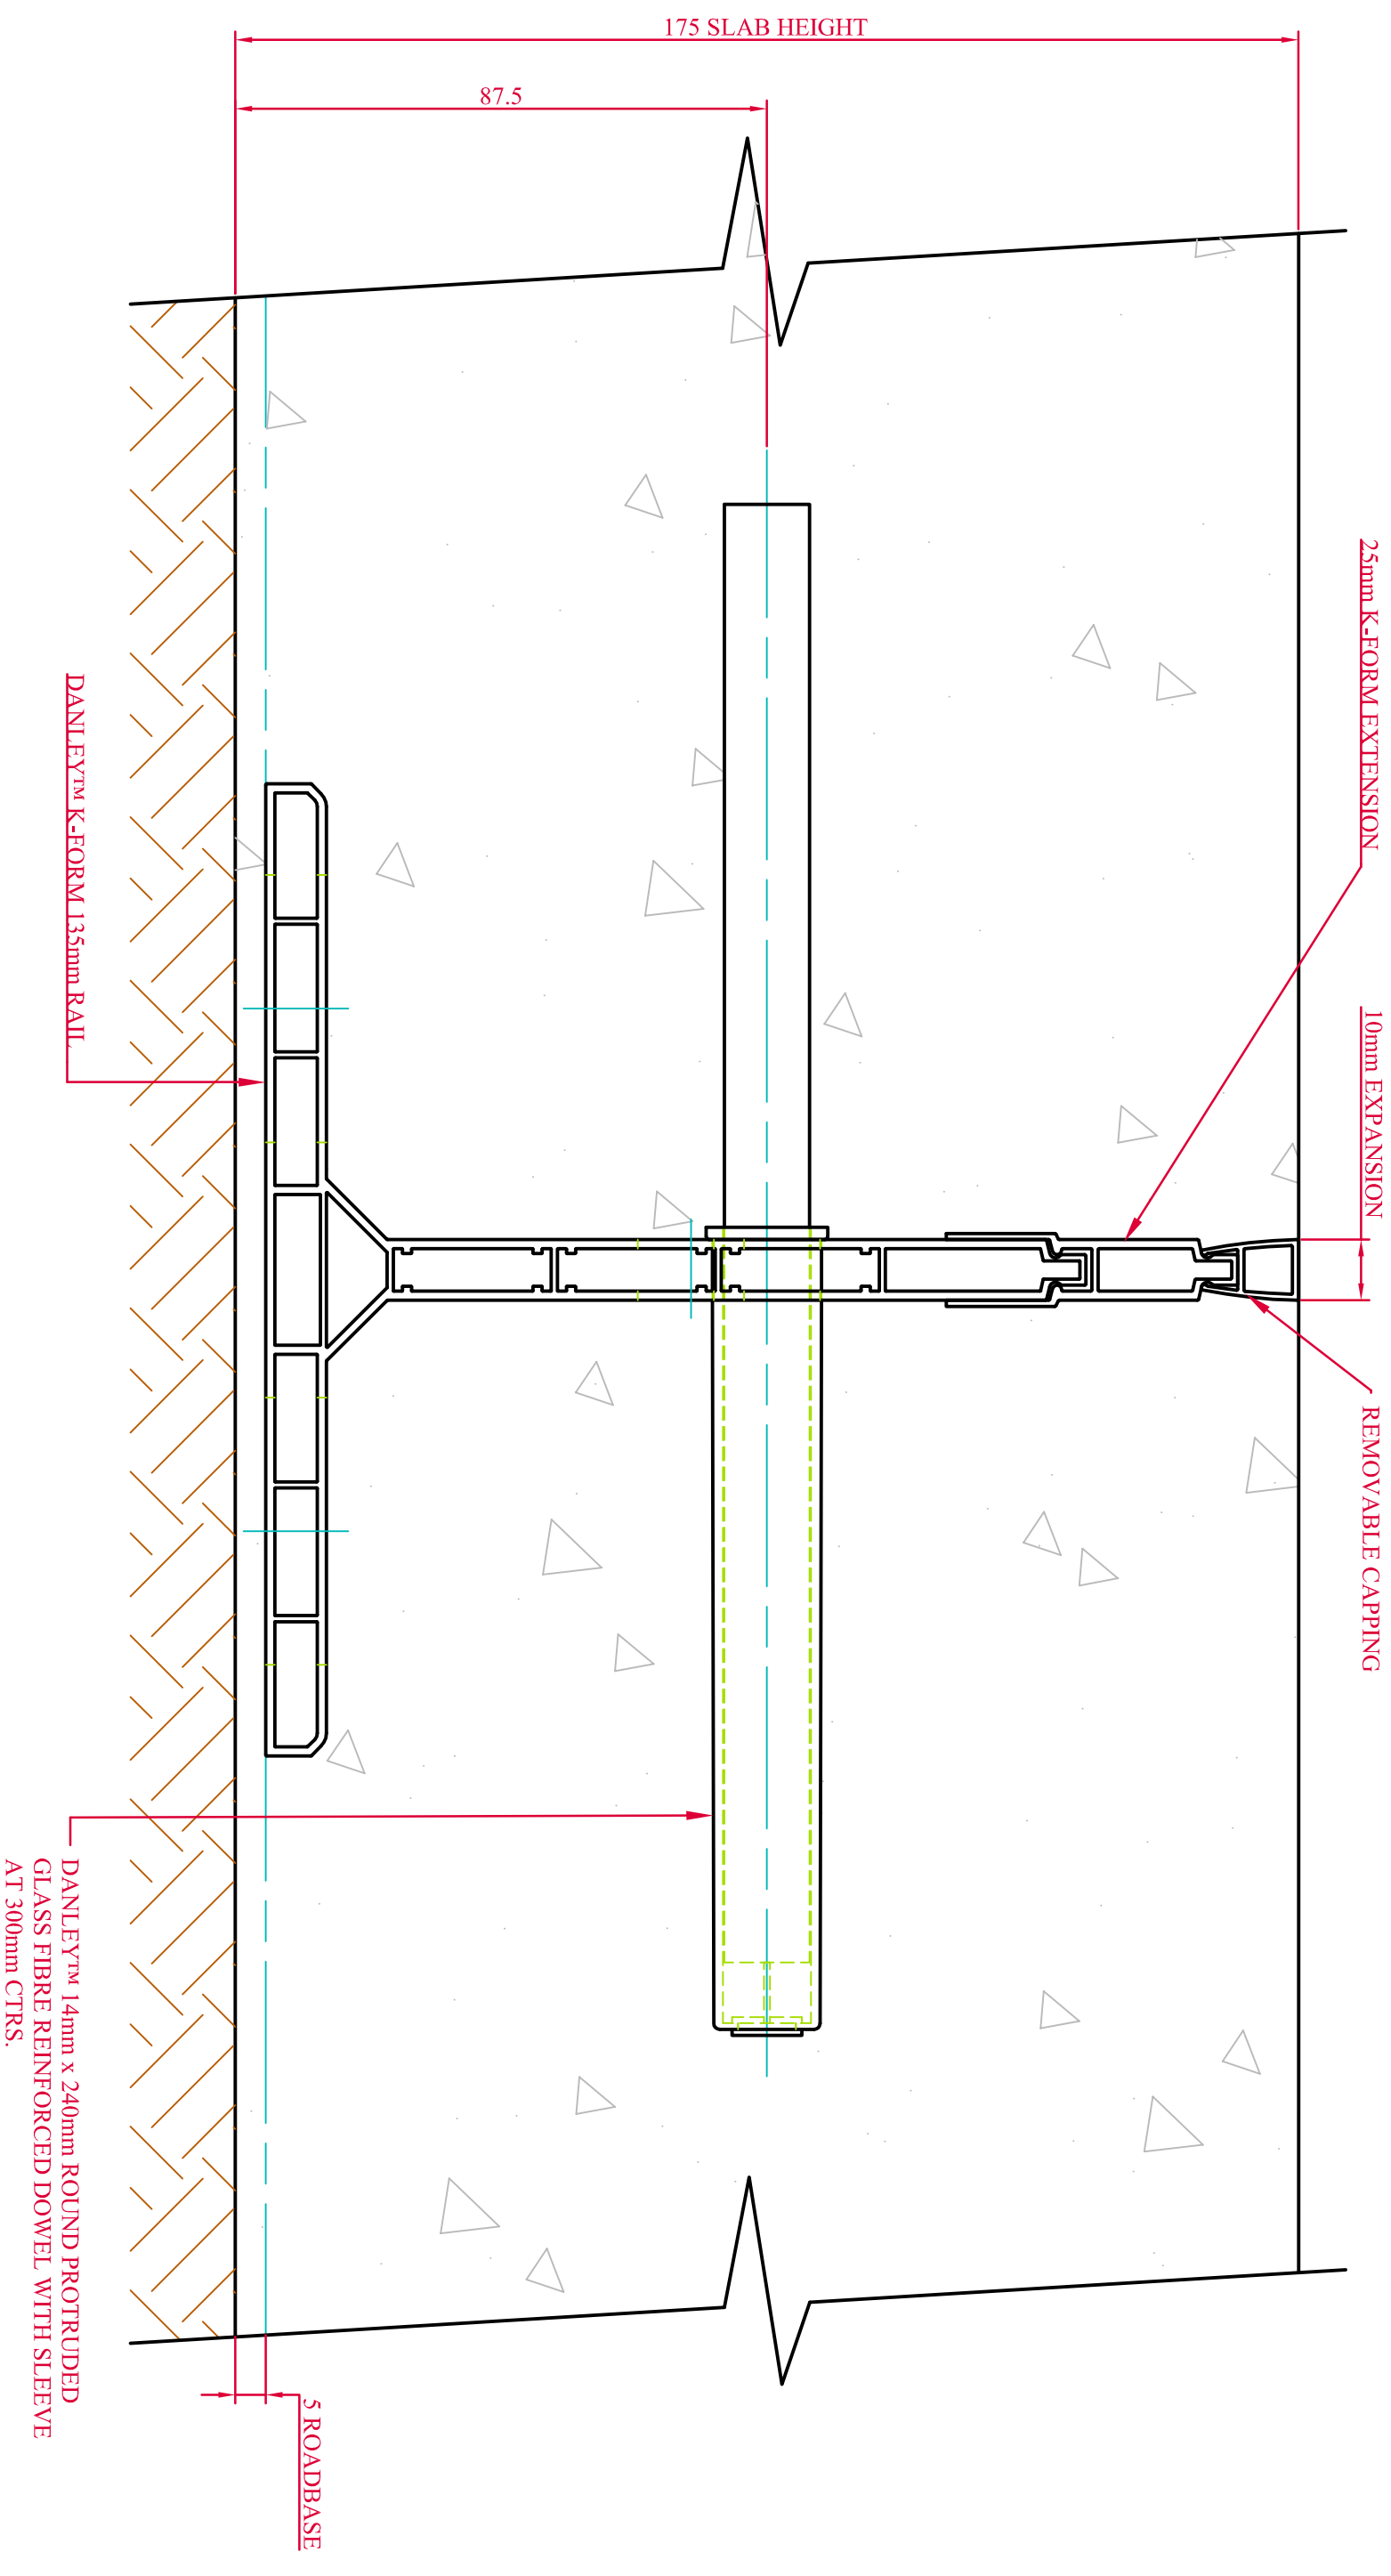 175 SLAB HEIGHT
87.5
25mm K-FORM EXTENSION
10mm EXPANSION
REMOVABLE CAPPING
DANLEY™ K-FORM 135mm RAIL
DANLEY™ 14mm x 240mm ROUND PROTRUDED
GLASS FIBRE REINFORCED DOWEL WITH SLEEVE
AT 300mm CTRS.
5 ROADBASE